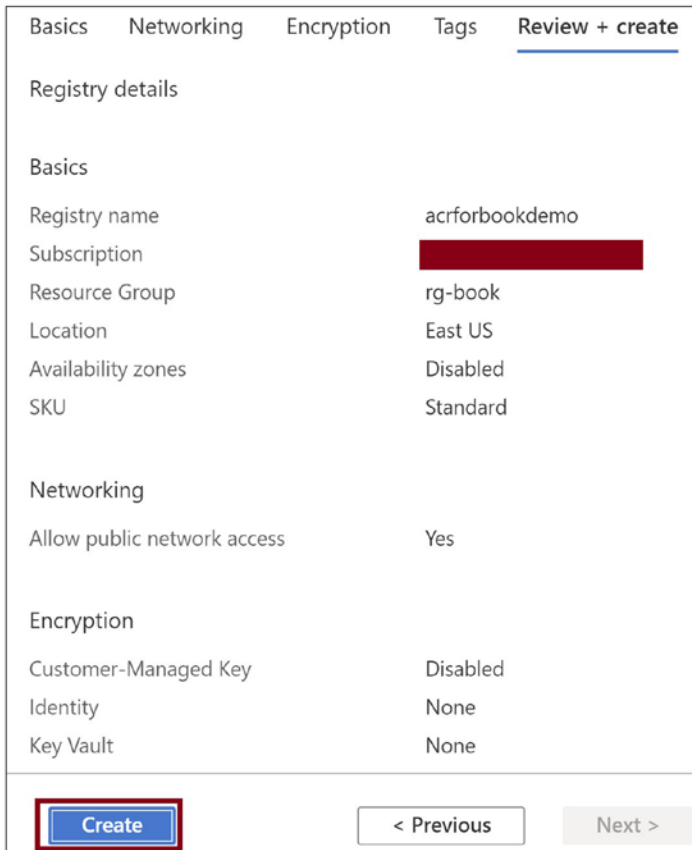 Basics Networking Encryption Tags Review + create
Registry details
Basics
Registry name acrforbookdemo
Subscription
Resource Group rg-book
Location East US
Availability zones Disabled
SKU Standard
Networking
Allow public network access Yes
Encryption
Customer-Managed Key Disabled
Identity None
Key Vault None
Create < Previous Next >